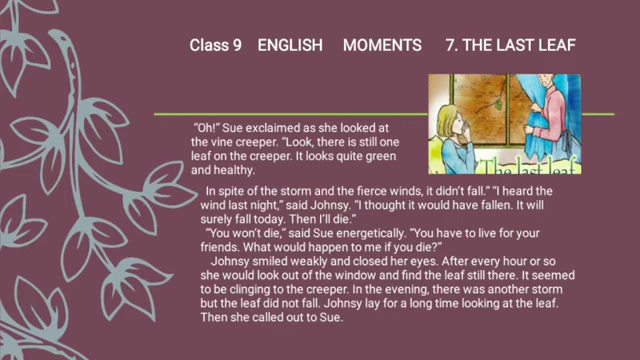 Class 9 ENGLISH MOMENTS 7. THE LAST LEAF
"Oh!" Sue exclaimed as she looked at
the vine creeper. "Look, there is still one
leaf on the creeper. It looks quite green
and healthy.
The last leaf
In spite of the storm and the fierce winds, it didn't fall." "I heard the
wind last night," said Johnsy. "I thought it would have fallen. It will
surely fall today. Then I'll die."
"You won't die," said Sue energetically. "You have to live for your
friends. What would happen to me if you die?"
Johnsy smiled weakly and closed her eyes. After every hour or so
she would look out of the window and find the leaf still there. It seemed
to be clinging to the creeper. In the evening, there was another storm
but the leaf did not fall. Johnsy lay for a long time looking at the leaf.
Then she called out to Sue.